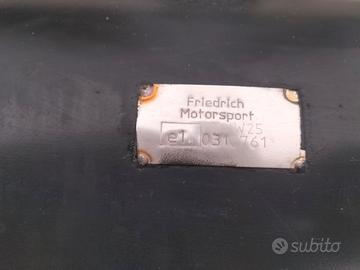 Friedrich
Motorsport
W25
e1 031 761
subito